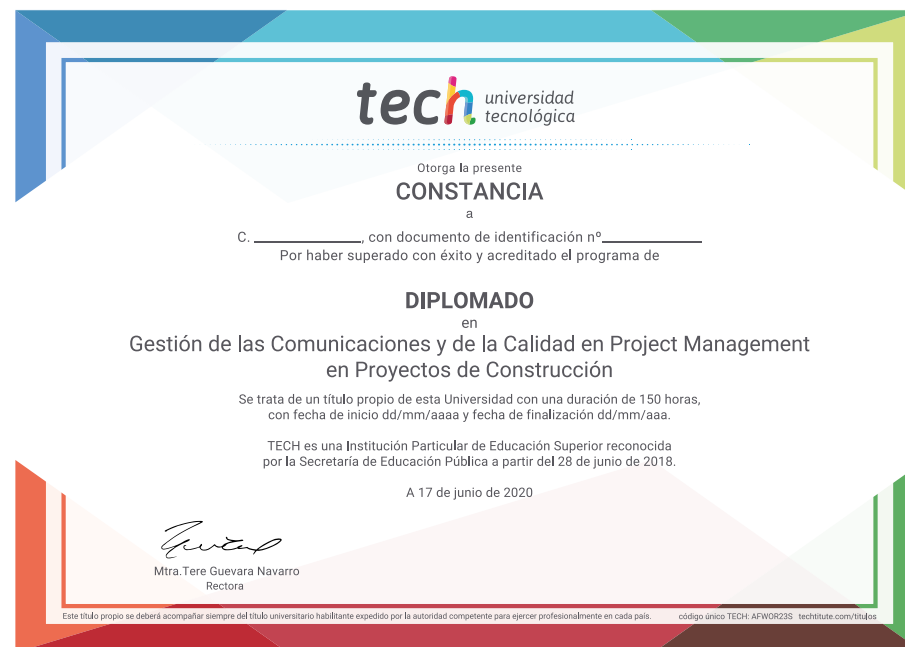 tech universidad
tecnológica
Otorga la presente
CONSTANCIA
a
C. ____________, con documento de identificación nº____________
Por haber superado con éxito y acreditado el programa de
DIPLOMADO
en
Gestión de las Comunicaciones y de la Calidad en Project Management
en Proyectos de Construcción
Se trata de un título propio de esta Universidad con una duración de 150 horas,
con fecha de inicio dd/mm/aaaa y fecha de finalización dd/mm/aaa.
TECH es una Institución Particular de Educación Superior reconocida
por la Secretaría de Educación Pública a partir del 28 de junio de 2018.
A 17 de junio de 2020
Mtra.Tere Guevara Navarro
Rectora
Este título propio se deberá acompañar siempre del título universitario habilitante expedido por la autoridad competente para ejercer profesionalmente en cada país. código único TECH: AFWOR23S techtitute.com/titulos